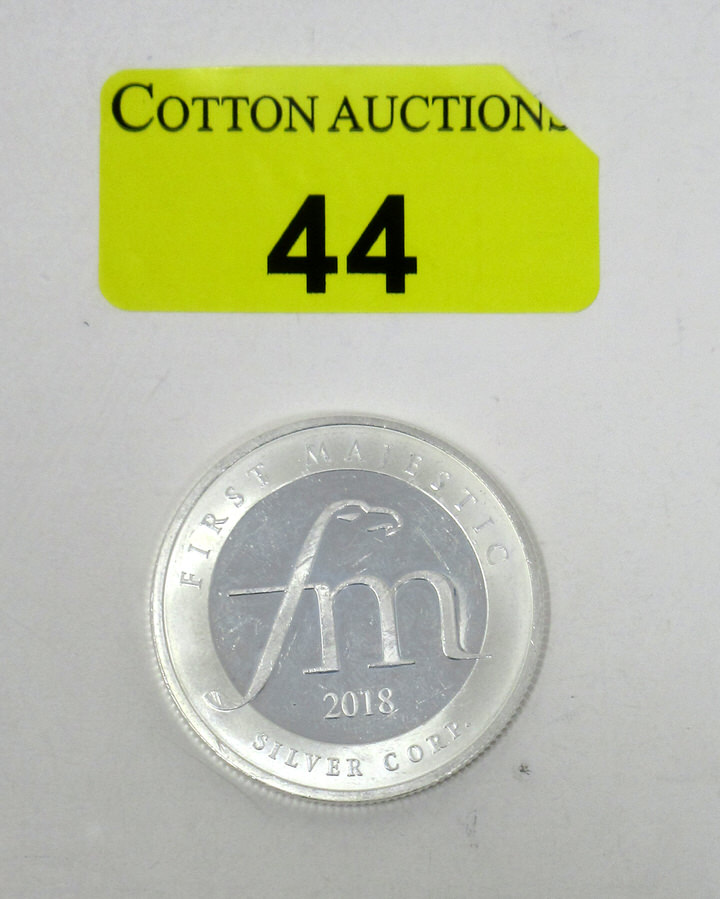 COTTON AUCTIONS
44
FIRST MAJESTIC
fm
2018
SILVER CORP.